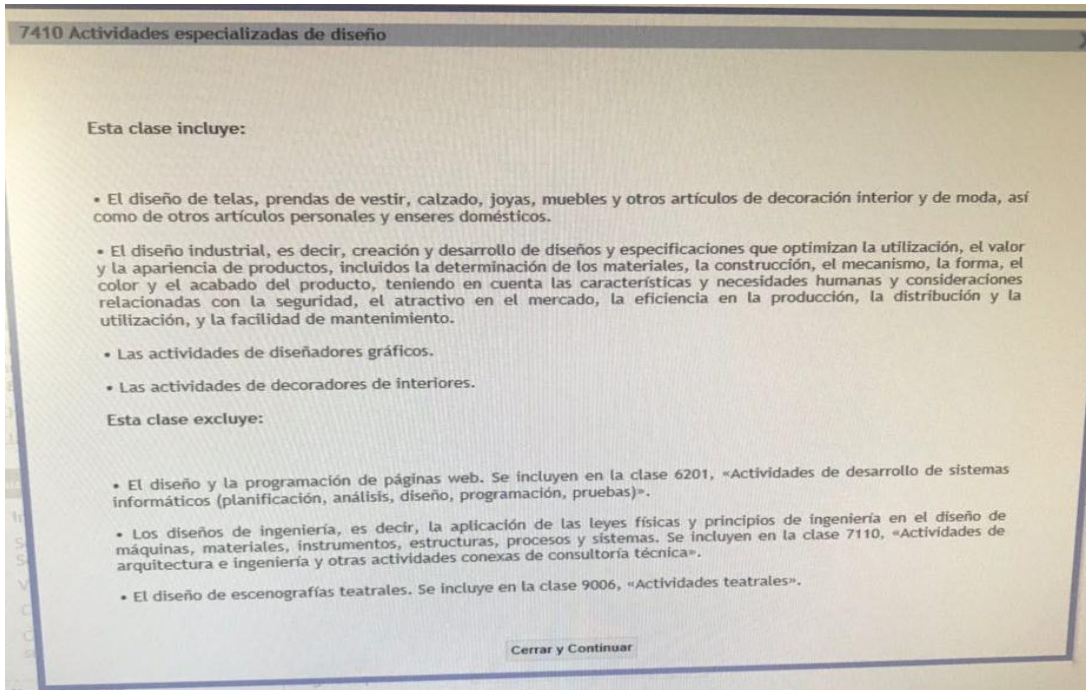 7410 Actividades especializadas de diseño
Esta clase incluye:
• El diseño de telas, prendas de vestir, calzado, joyas, muebles y otros artículos de decoración interior y de moda, así
como de otros artículos personales y enseres domésticos.
• El diseño industrial, es decir, creación y desarrollo de diseños y especificaciones que optimizan la utilización, el valor
y la apariencia de productos, incluidos la determinación de los materiales, la construcción, el mecanismo, la forma, el
color y el acabado del producto, teniendo en cuenta las características y necesidades humanas y consideraciones
relacionadas con la seguridad, el atractivo en el mercado, la eficiencia en la producción, la distribución y la
utilización, y la facilidad de mantenimiento.
• Las actividades de diseñadores gráficos.
• Las actividades de decoradores de interiores.
Esta clase excluye:
• El diseño y la programación de páginas web. Se incluyen en la clase 6201, «Actividades de desarrollo de sistemas
informáticos (planificación, análisis, diseño, programación, pruebas)».
• Los diseños de ingeniería, es decir, la aplicación de las leyes físicas y principios de ingeniería en el diseño de
máquinas, materiales, instrumentos, estructuras, procesos y sistemas. Se incluyen en la clase 7110, «Actividades de
arquitectura e ingeniería y otras actividades conexas de consultoría técnica».
• El diseño de escenografías teatrales. Se incluye en la clase 9006, «Actividades teatrales».
Cerrar y Continuar